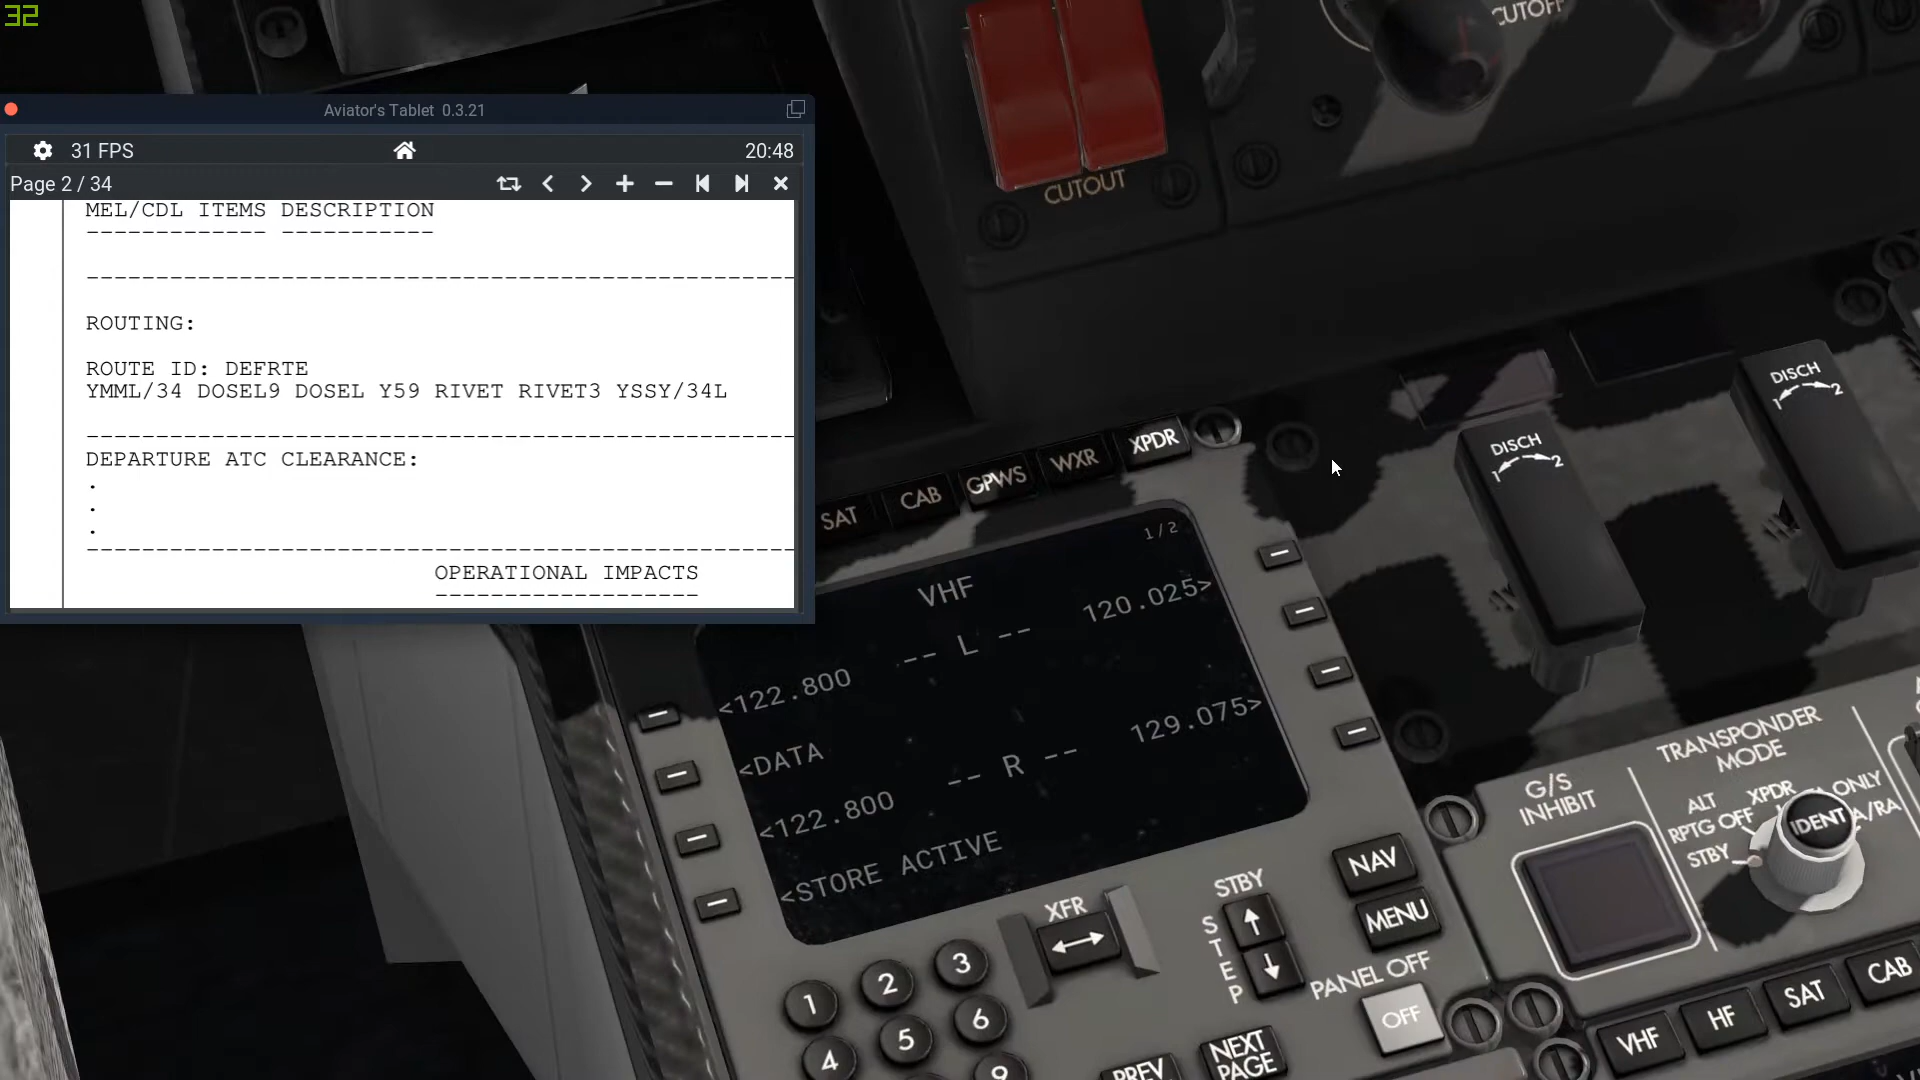 32
CUTOFF
CUTOUT
Aviator's Tablet 0.3.21
31 FPS
20:48
Page 2 / 34
MEL/CDL ITEMS DESCRIPTION
------------- -----------
ROUTING:
ROUTE ID: DEFRTE
YMML/34 DOSEL9 DOSEL Y59 RIVET RIVET3 YSSY/34L
DEPARTURE ATC CLEARANCE:
.
.
.
OPERATIONAL IMPACTS
-------------------
DISCH
1 2
DISCH
1 2
SAT CAB GPWS WXR XPDR
1/2
VHF
<122.800 -- L -- 120.025>
<DATA
<122.800 -- R -- 129.075>
<STORE ACTIVE
XFR
STBY
STEP
NAV
MENU
PANEL OFF
OFF
1 2 3
4 5 6
9
PREV
NEXT PAGE
G/S INHIBIT
TRANSPONDER MODE
ALT RPTG OFF
XPDR
ONLY
A/RA
STBY
IDENT
VHF HF SAT CAB